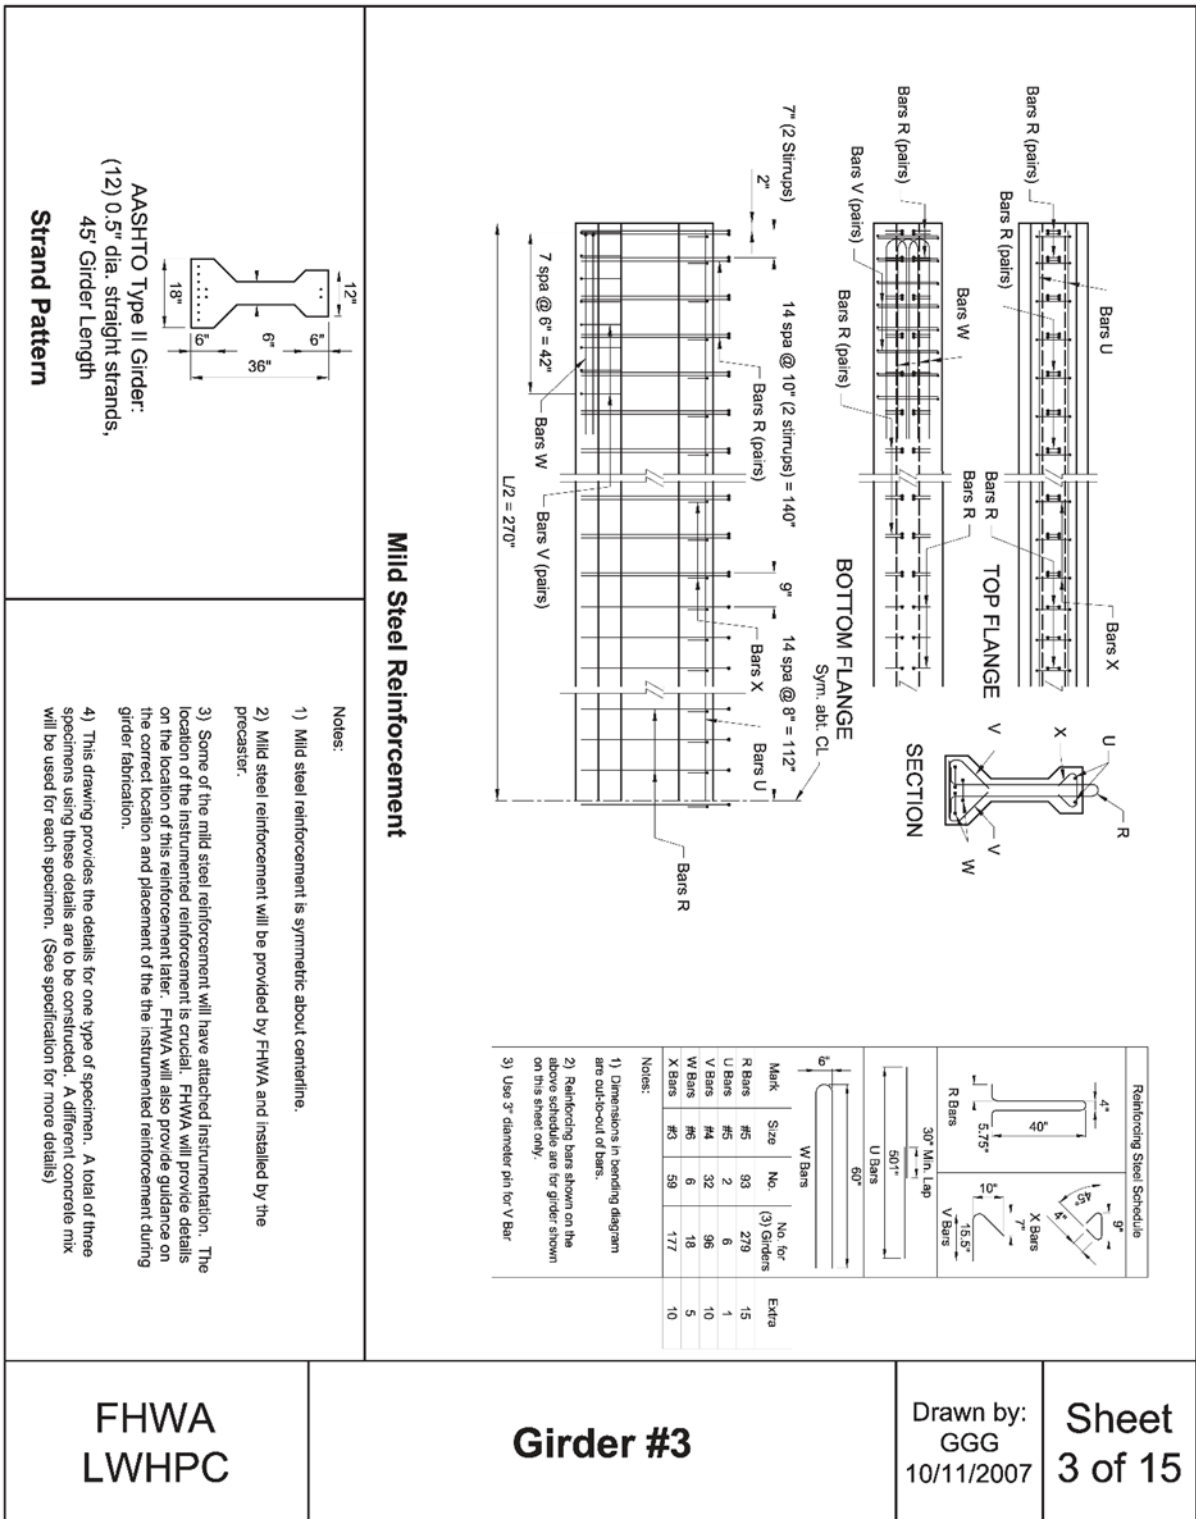 Bars R (pairs)
Bars R (pairs)
Bars U
Bars X
Bars R
TOP FLANGE
Bars R (pairs)
Bars V (pairs)
Bars W
Bars R (pairs)
Bars R
BOTTOM FLANGE
Sym. abt. CL
7" (2 Stirrups)
2"
14 spa @ 10" (2 stirrups) = 140"
9"
14 spa @ 8" = 112"
Bars R (pairs)
Bars X
Bars U
Bars R
7 spa @ 6" = 42"
Bars W
Bars V (pairs)
L/2 = 270"
U
X
V
R
V
W
SECTION
Mild Steel Reinforcement
Reinforcing Steel Schedule
4"
40"
5.75"
R Bars
9"
45°
4"
X Bars
7"
10"
15.5"
V Bars
30" Min. Lap
501"
U Bars
6"
60"
W Bars
Mark Size No. No. for (3) Girders Extra
R Bars #5 93 279 15
U Bars #5 2 6 1
V Bars #4 32 96 10
W Bars #6 6 18 5
X Bars #3 59 177 10
Notes:
1) Dimensions in bending diagram
are out-to-out of bars.
2) Reinforcing bars shown on the
above schedule are for girder shown
on this sheet only.
3) Use 3" diameter pin for V Bar
12"
6"
6"
6"
36"
18"
AASHTO Type II Girder:
(12) 0.5" dia. straight strands,
45' Girder Length
Strand Pattern
Notes:
1) Mild steel reinforcement is symmetric about centerline.
2) Mild steel reinforcement will be provided by FHWA and installed by the
precaster.
3) Some of the mild steel reinforcement will have attached instrumentation. The
location of the instrumented reinforcement is crucial. FHWA will provide details
on the location of this reinforcement later. FHWA will also provide guidance on
the correct location and placement of the the instrumented reinforcement during
girder fabrication.
4) This drawing provides the details for one type of specimen. A total of three
specimens using these details are to be constructed. A different concrete mix
will be used for each specimen. (See specification for more details)
FHWA
LWHPC
Girder #3
Drawn by:
GGG
10/11/2007
Sheet
3 of 15